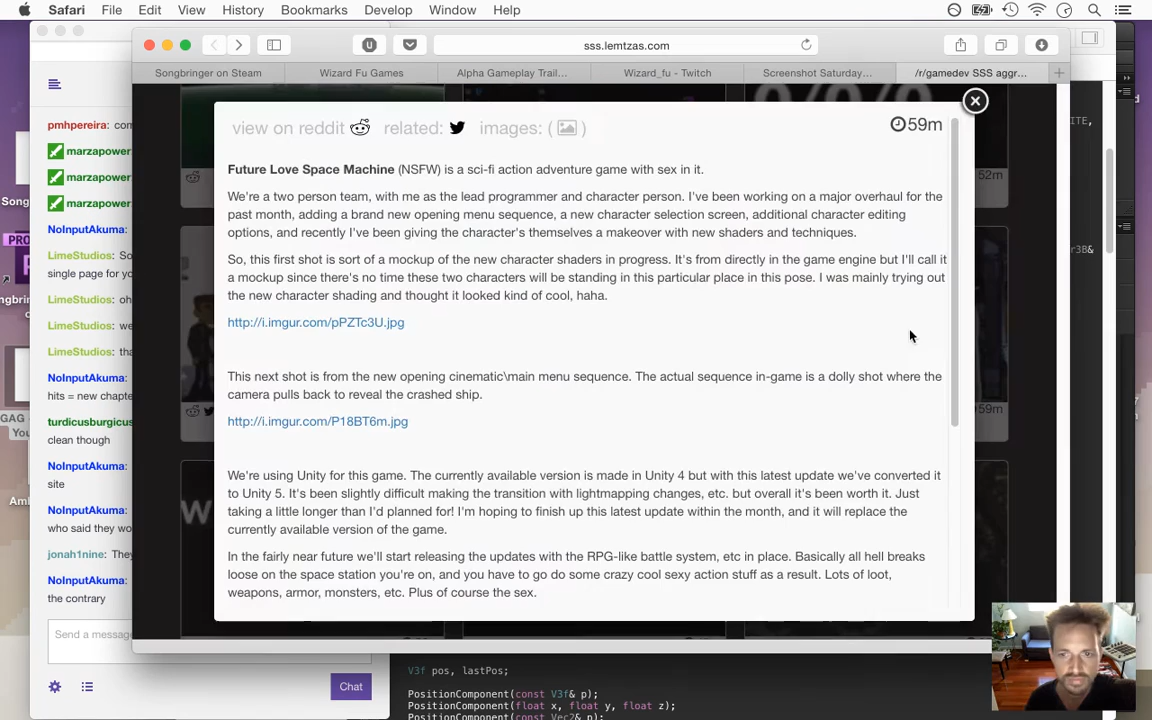 Safari File Edit View History Bookmarks Develop Window Help
sss.lemtzas.com
Songbringer on Steam Wizard Fu Games Alpha Gameplay Trail... Wizard_fu - Twitch Screenshot Saturday... /r/gamedev SSS aggr...
view on reddit related: images: ( )
59m
Future Love Space Machine (NSFW) is a sci-fi action adventure game with sex in it.
We're a two person team, with me as the lead programmer and character person. I've been working on a major overhaul for the
past month, adding a brand new opening menu sequence, a new character selection screen, additional character editing
options, and recently I've been giving the character's themselves a makeover with new shaders and techniques.
So, this first shot is sort of a mockup of the new character shaders in progress. It's from directly in the game engine but I'll call it
a mockup since there's no time these two characters will be standing in this particular place in this pose. I was mainly trying out
the new character shading and thought it looked kind of cool, haha.
http://i.imgur.com/pPZTc3U.jpg
This next shot is from the new opening cinematic\main menu sequence. The actual sequence in-game is a dolly shot where the
camera pulls back to reveal the crashed ship.
http://i.imgur.com/P18BT6m.jpg
We're using Unity for this game. The currently available version is made in Unity 4 but with this latest update we've converted it
to Unity 5. It's been slightly difficult making the transition with lightmapping changes, etc. but overall it's been worth it. Just
taking a little longer than I'd planned for! I'm hoping to finish up this latest update within the month, and it will replace the
currently available version of the game.
In the fairly near future we'll start releasing the updates with the RPG-like battle system, etc in place. Basically all hell breaks
loose on the space station you're on, and you have to go do some crazy cool sexy action stuff as a result. Lots of loot,
weapons, armor, monsters, etc. Plus of course the sex.
52m
59m
pmhpereira: com
marzapower:
marzapower:
marzapower:
NoInputAkuma:
LimeStudios: So
single page for yo
LimeStudios: oh
LimeStudios: we
LimeStudios: tha
NoInputAkuma:
hits = new chapte
turdicusburgicus
clean though
NoInputAkuma:
site
NoInputAkuma:
who said they wo
jonah1nine: They
NoInputAkuma:
the contrary
Send a message
Chat
V3f pos, lastPos;
PositionComponent(const V3f& p);
PositionComponent(float x, float y, float z);
PositionComponent(const Vec2& p);